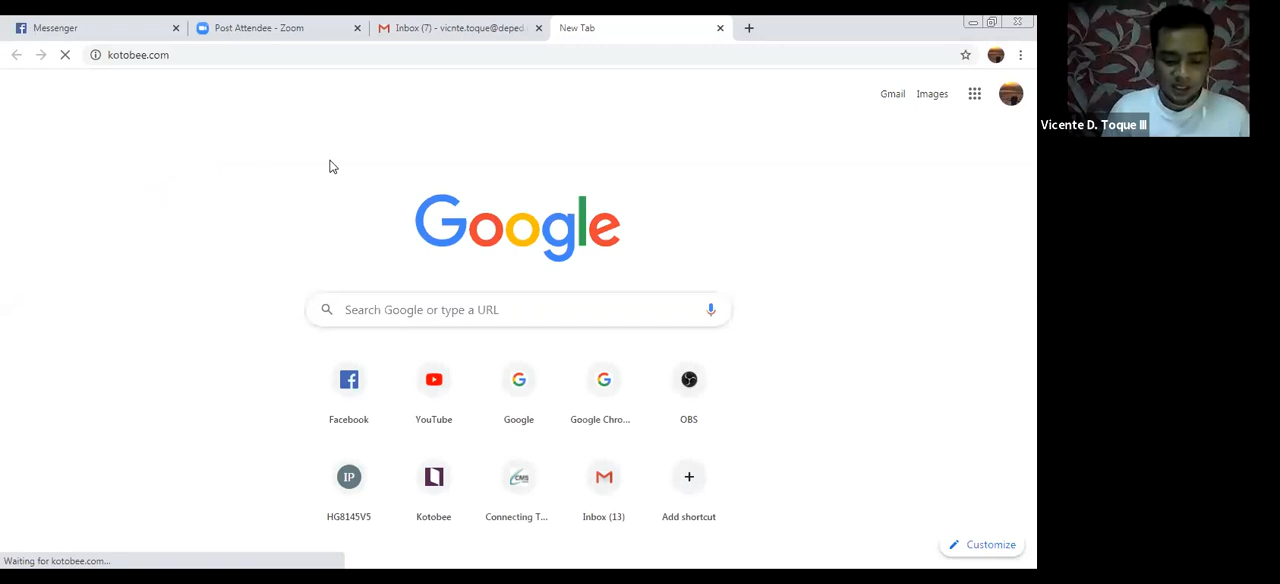 Messenger
Post Attendee - Zoom
Inbox (7) - vicnte.toque@deped.
New Tab
kotobee.com
Gmail
Images
Vicente D. Toque III
Google
Search Google or type a URL
Facebook
YouTube
Google
Google Chro...
OBS
IP
CMS
HG8145V5
Kotobee
Connecting T...
Inbox (13)
Add shortcut
Customize
Waiting for kotobee.com...